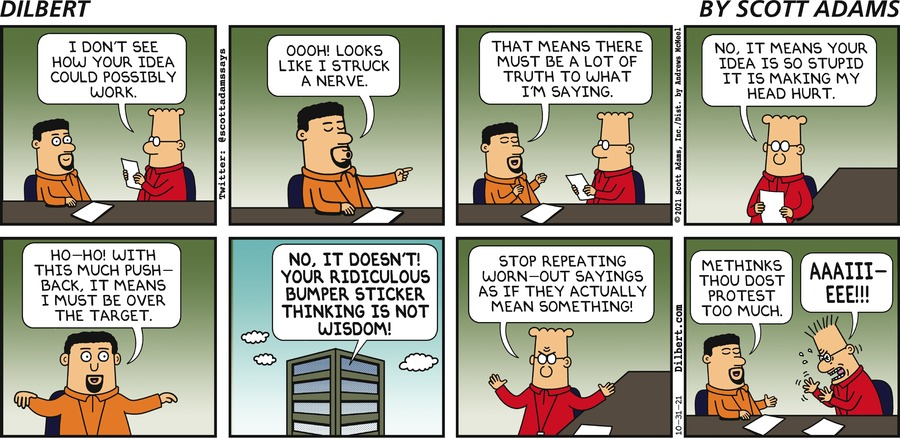 DILBERT
BY SCOTT ADAMS
I DON'T SEE
HOW YOUR IDEA
COULD POSSIBLY
WORK.
Twitter: @scottadamssays
OOOH! LOOKS
LIKE I STRUCK
A NERVE.
THAT MEANS THERE
MUST BE A LOT OF
TRUTH TO WHAT
I'M SAYING.
©2021 Scott Adams, Inc./Dist. by Andrews McMeel
NO, IT MEANS YOUR
IDEA IS SO STUPID
IT IS MAKING MY
HEAD HURT.
HO-HO! WITH
THIS MUCH PUSH-
BACK, IT MEANS
I MUST BE OVER
THE TARGET.
NO, IT DOESN'T!
YOUR RIDICULOUS
BUMPER STICKER
THINKING IS NOT
WISDOM!
STOP REPEATING
WORN-OUT SAYINGS
AS IF THEY ACTUALLY
MEAN SOMETHING!
10-31-21 Dilbert.com
METHINKS
THOU DOST
PROTEST
TOO MUCH.
AAAIII-
EEE!!!